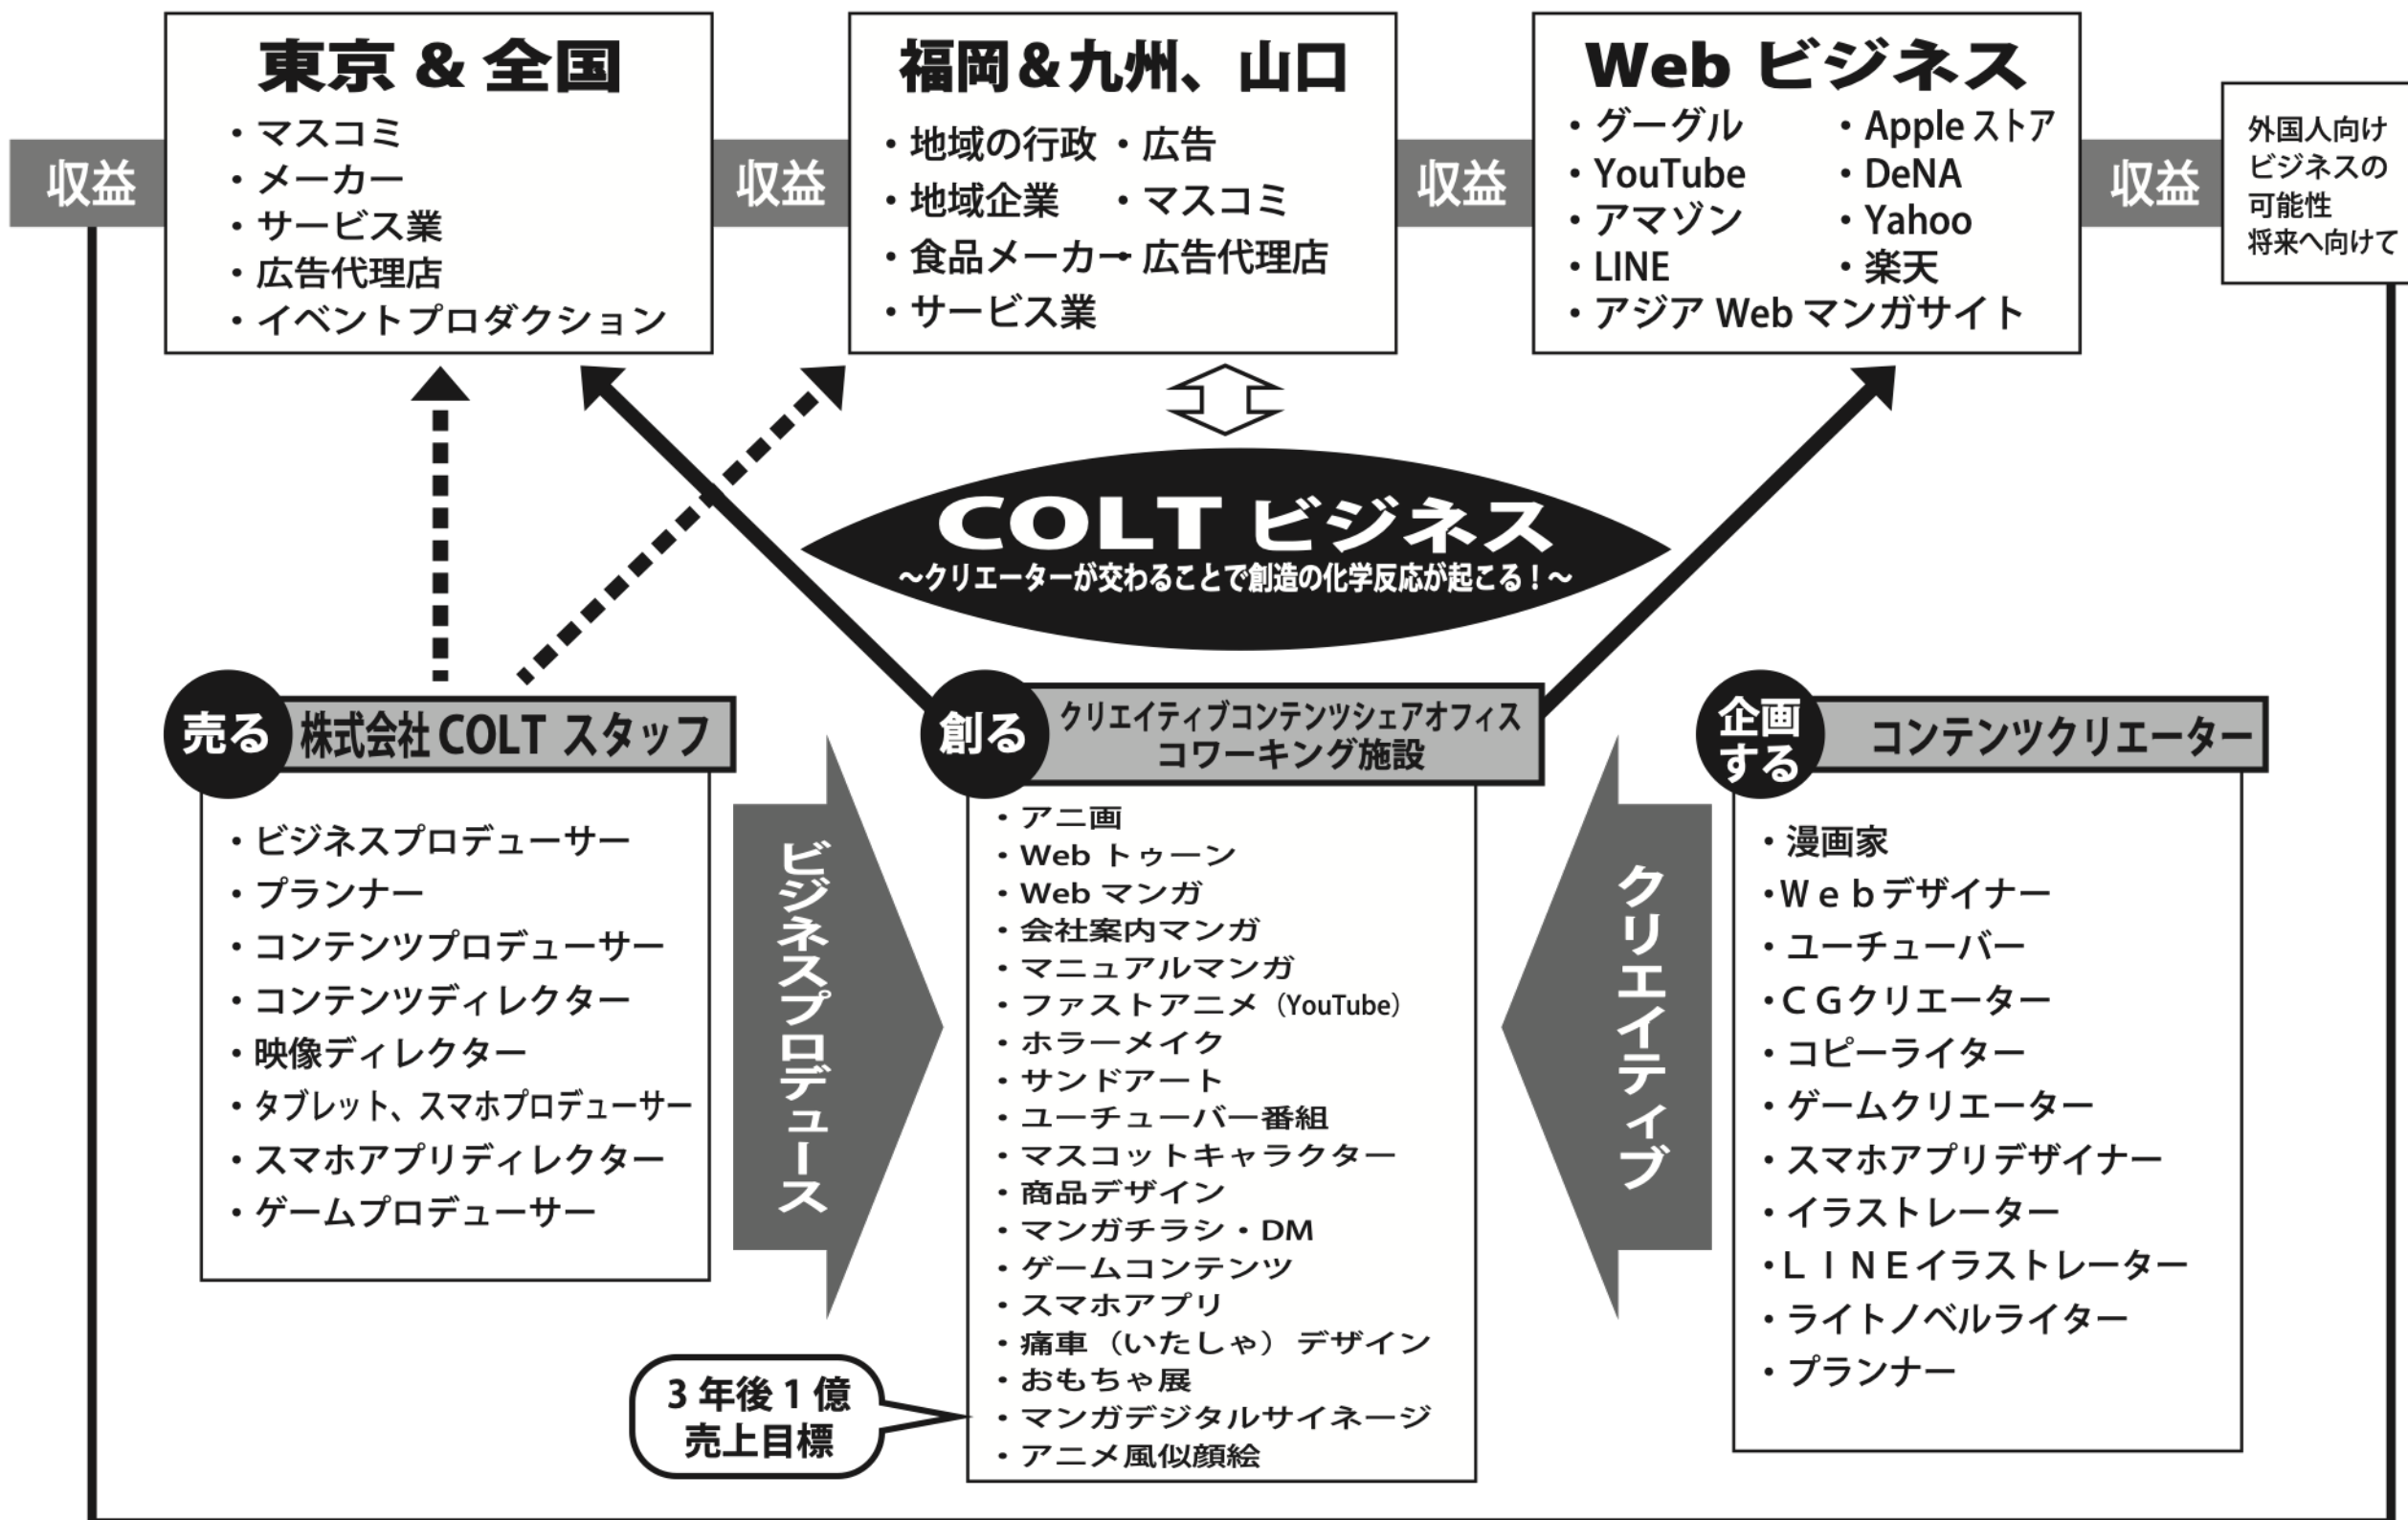 東京 & 全国
・マスコミ
・メーカー
・サービス業
・広告代理店
・イベントプロダクション
福岡&九州、山口
・地域の行政 ・広告
・地域企業 ・マスコミ
・食品メーカー・広告代理店
・サービス業
Web ビジネス
・グーグル ・Apple ストア
・YouTube ・DeNA
・アマゾン ・Yahoo
・LINE ・楽天
・アジア Web マンガサイト
外国人向け
ビジネスの
可能性
将来へ向けて
収益
収益
収益
収益
COLT ビジネス
～クリエーターが交わることで創造の化学反応が起こる！～
売る
株式会社 COLT スタッフ
・ビジネスプロデューサー
・プランナー
・コンテンツプロデューサー
・コンテンツディレクター
・映像ディレクター
・タブレット、スマホプロデューサー
・スマホアプリディレクター
・ゲームプロデューサー
ビジネスプロデュース
創る
クリエイティブコンテンツシェアオフィス
コワーキング施設
・アニ画
・Web トゥーン
・Web マンガ
・会社案内マンガ
・マニュアルマンガ
・ファストアニメ（YouTube）
・ホラーメイク
・サンドアート
・ユーチューバー番組
・マスコットキャラクター
・商品デザイン
・マンガチラシ・DM
・ゲームコンテンツ
・スマホアプリ
・痛車（いたしゃ）デザイン
・おもちゃ展
・マンガデジタルサイネージ
・アニメ風似顔絵
3 年後 1 億
売上目標
クリエイティブ
企画
する
コンテンツクリエーター
・漫画家
・Ｗｅｂデザイナー
・ユーチューバー
・ＣＧクリエーター
・コピーライター
・ゲームクリエーター
・スマホアプリデザイナー
・イラストレーター
・ＬＩＮＥイラストレーター
・ライトノベルライター
・プランナー